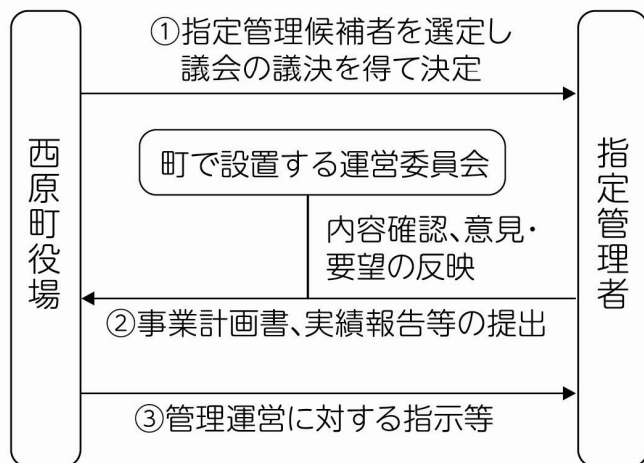 ①指定管理候補者を選定し
議会の議決を得て決定
西原町役場
町で設置する運営委員会
指定管理者
内容確認、意見・
要望の反映
②事業計画書、実績報告等の提出
③管理運営に対する指示等